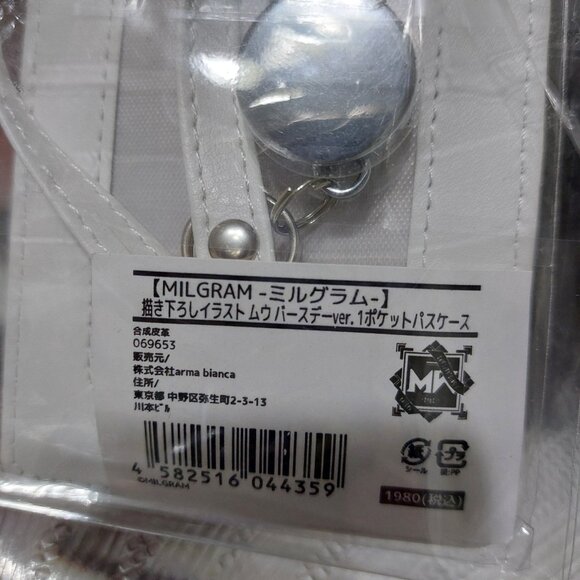 【MILGRAM -ミルグラム-】
描き下ろしイラスト ムウ バースデーver. 1ポケットパスケース
合成皮革
069653
販売元/
株式会社arma bianca
住所/
東京都 中野区弥生町2-3-13
川本ビル
4 582516 044359
©MILGRAM
シール
プラ
1980(税込)